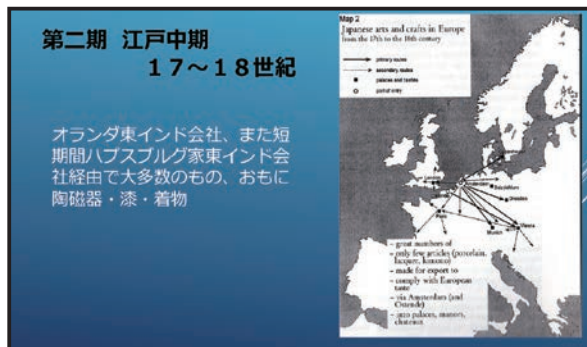 第二期 江戸中期
17～18世紀
オランダ東インド会社、また短
期間ハプスブルグ家東インド会
社経由で大多数のもの、おもに
陶磁器・漆・着物
Map 2
Japanese arts and crafts in Europe
from the 17th to the 18th century
primary routes
secondary routes
palaces and castles
London
Amsterdam
Dresden
Paris
Munich
Vienna
- great numbers of
- only few articles (porcelain,
lacquer, kimono)
- made for export to
- comply with European
taste
- via Amsterdam (and
Ostende)
- into palaces, manors,